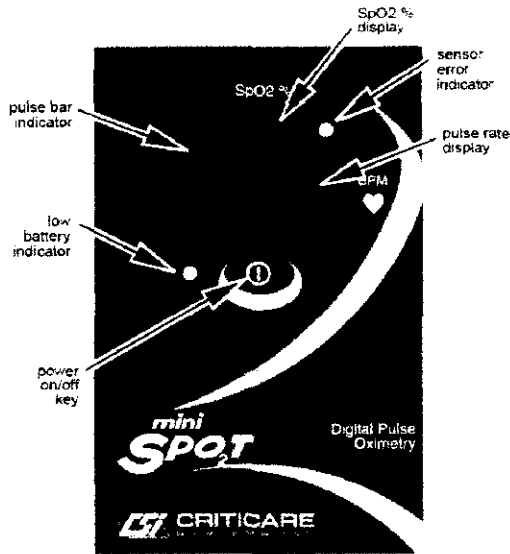 SpO2 %
display
sensor
error
indicator
SpO2 %
pulse bar
indicator
pulse rate
display
BPM
low
battery
indicator
power
on/off
key
mini
SPO2T
Digital Pulse
Oximetry
CSI CRITICARE